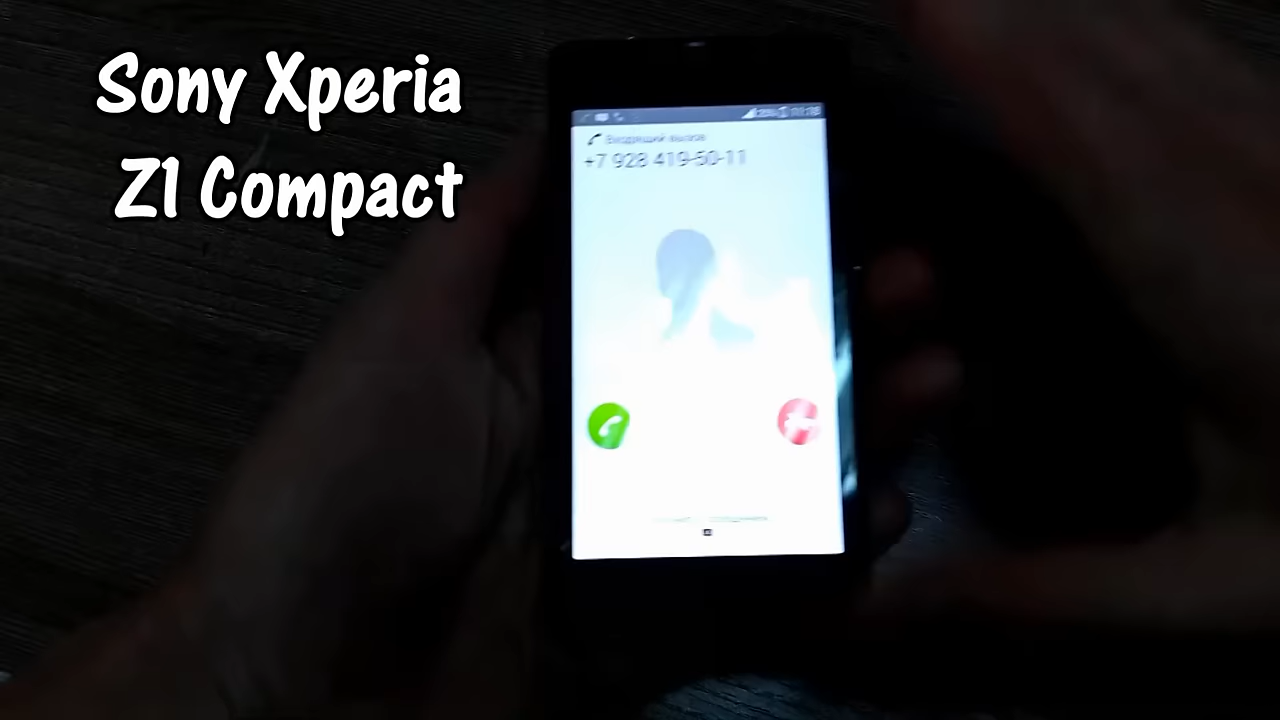 Sony Xperia
Z1 Compact
Входящий вызов
+7 928 419-50-11